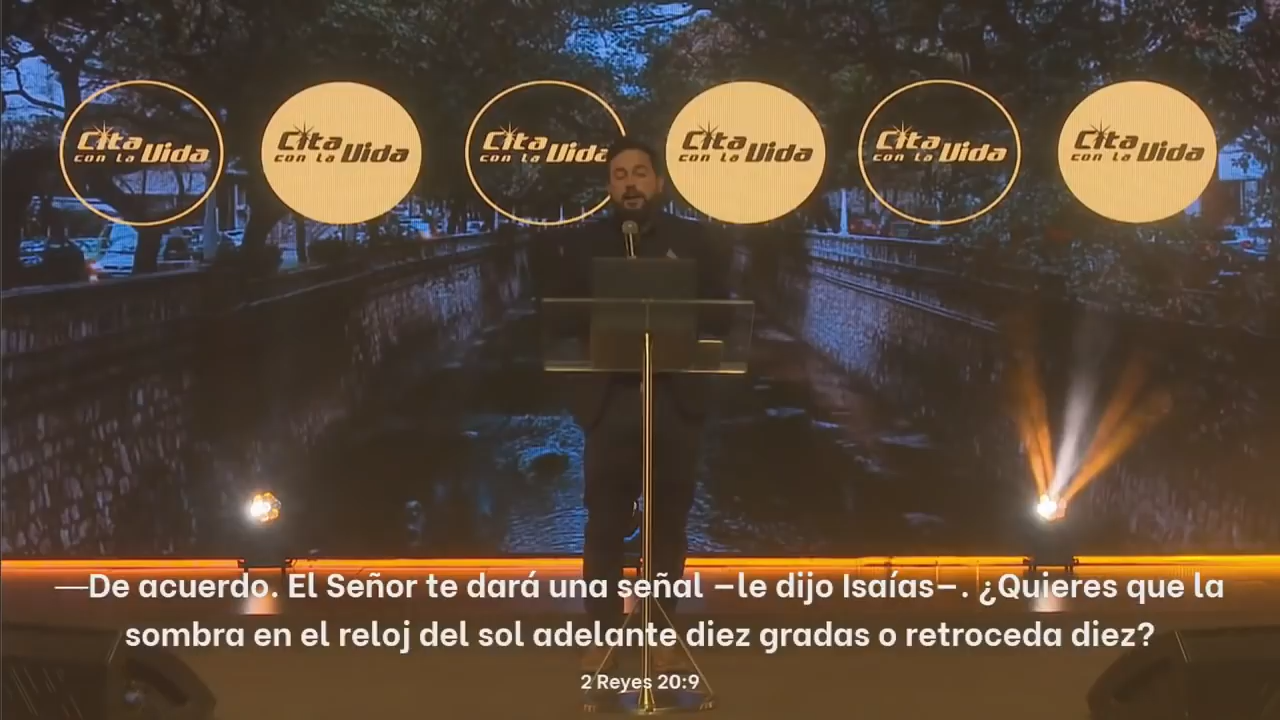 Cita
con la Vida
Cita
con la Vida
Cita
con la Vida
Cita
con la Vida
Cita
con la Vida
Cita
con la Vida
—De acuerdo. El Señor te dará una señal —le dijo Isaías—. ¿Quieres que la
sombra en el reloj del sol adelante diez gradas o retroceda diez?
2 Reyes 20:9